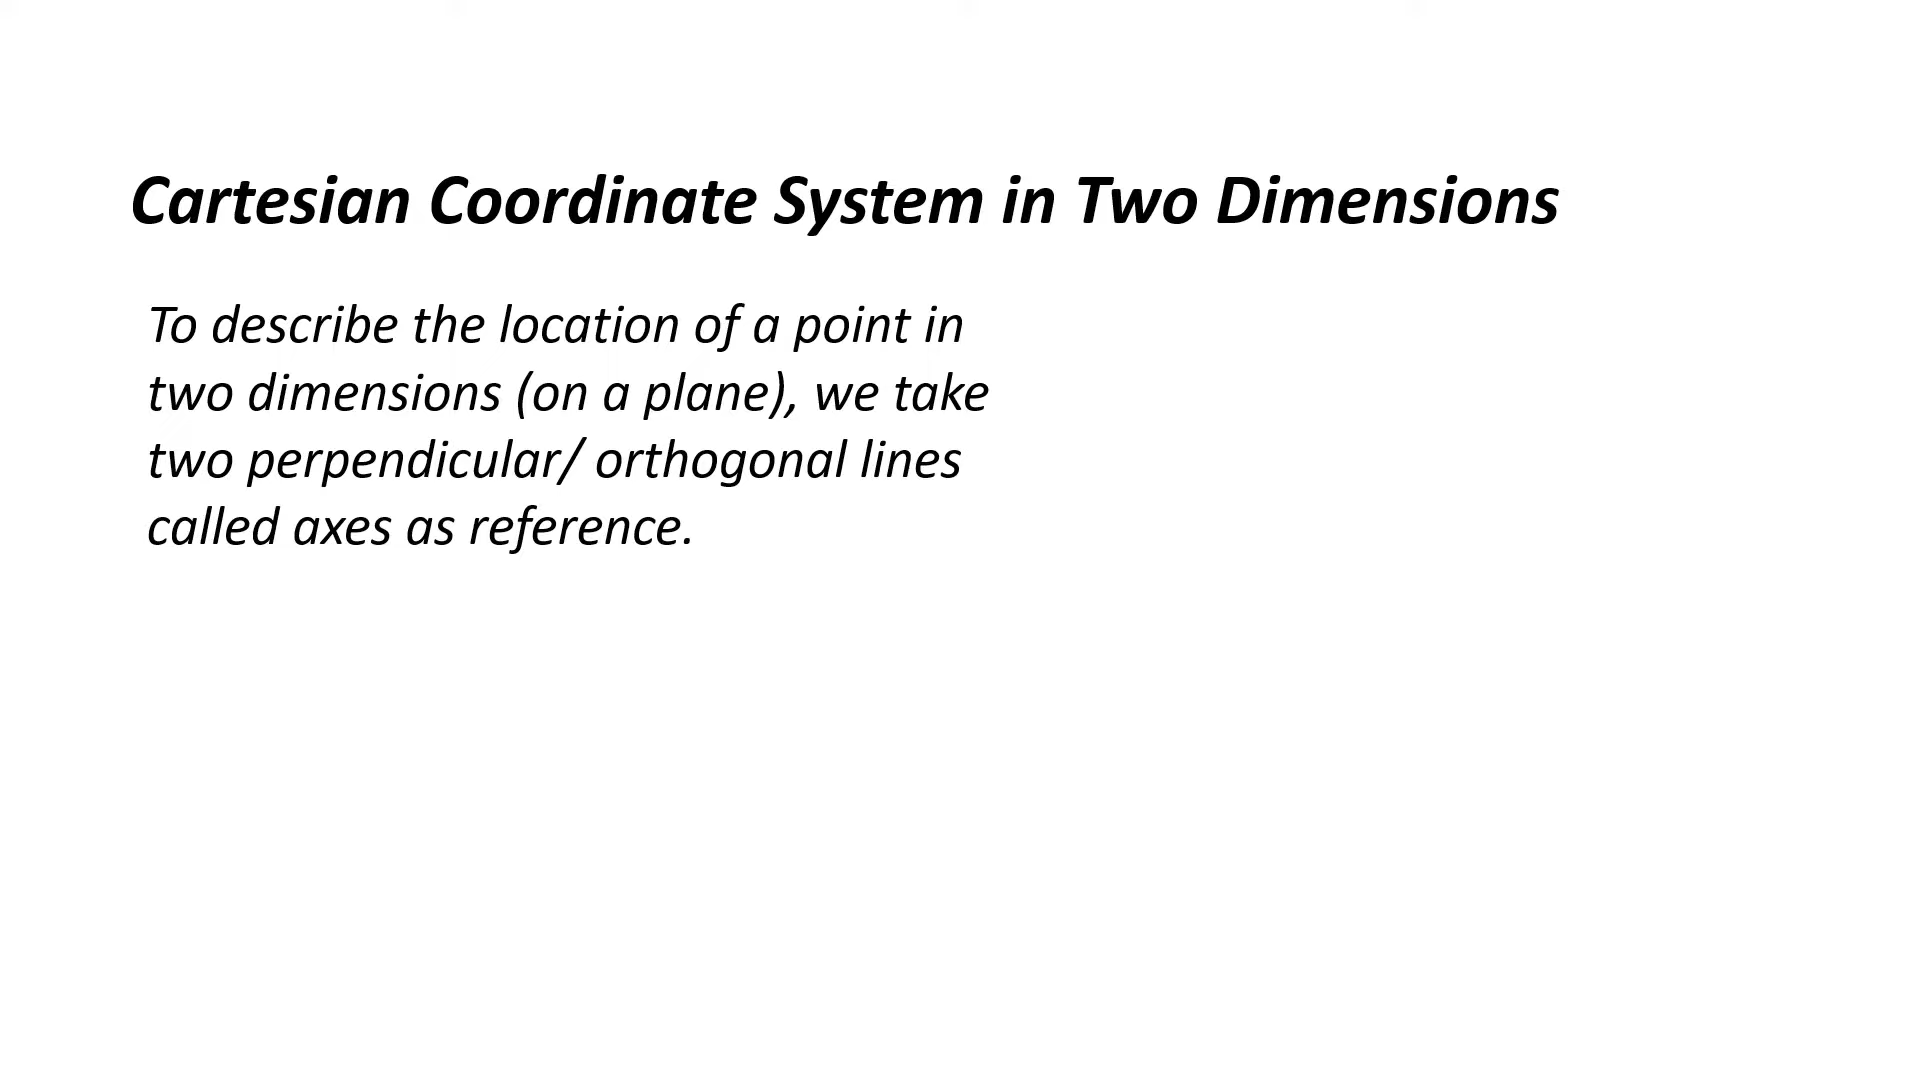 Cartesian Coordinate System in Two Dimensions
To describe the location of a point in
two dimensions (on a plane), we take
two perpendicular/ orthogonal lines
called axes as reference.